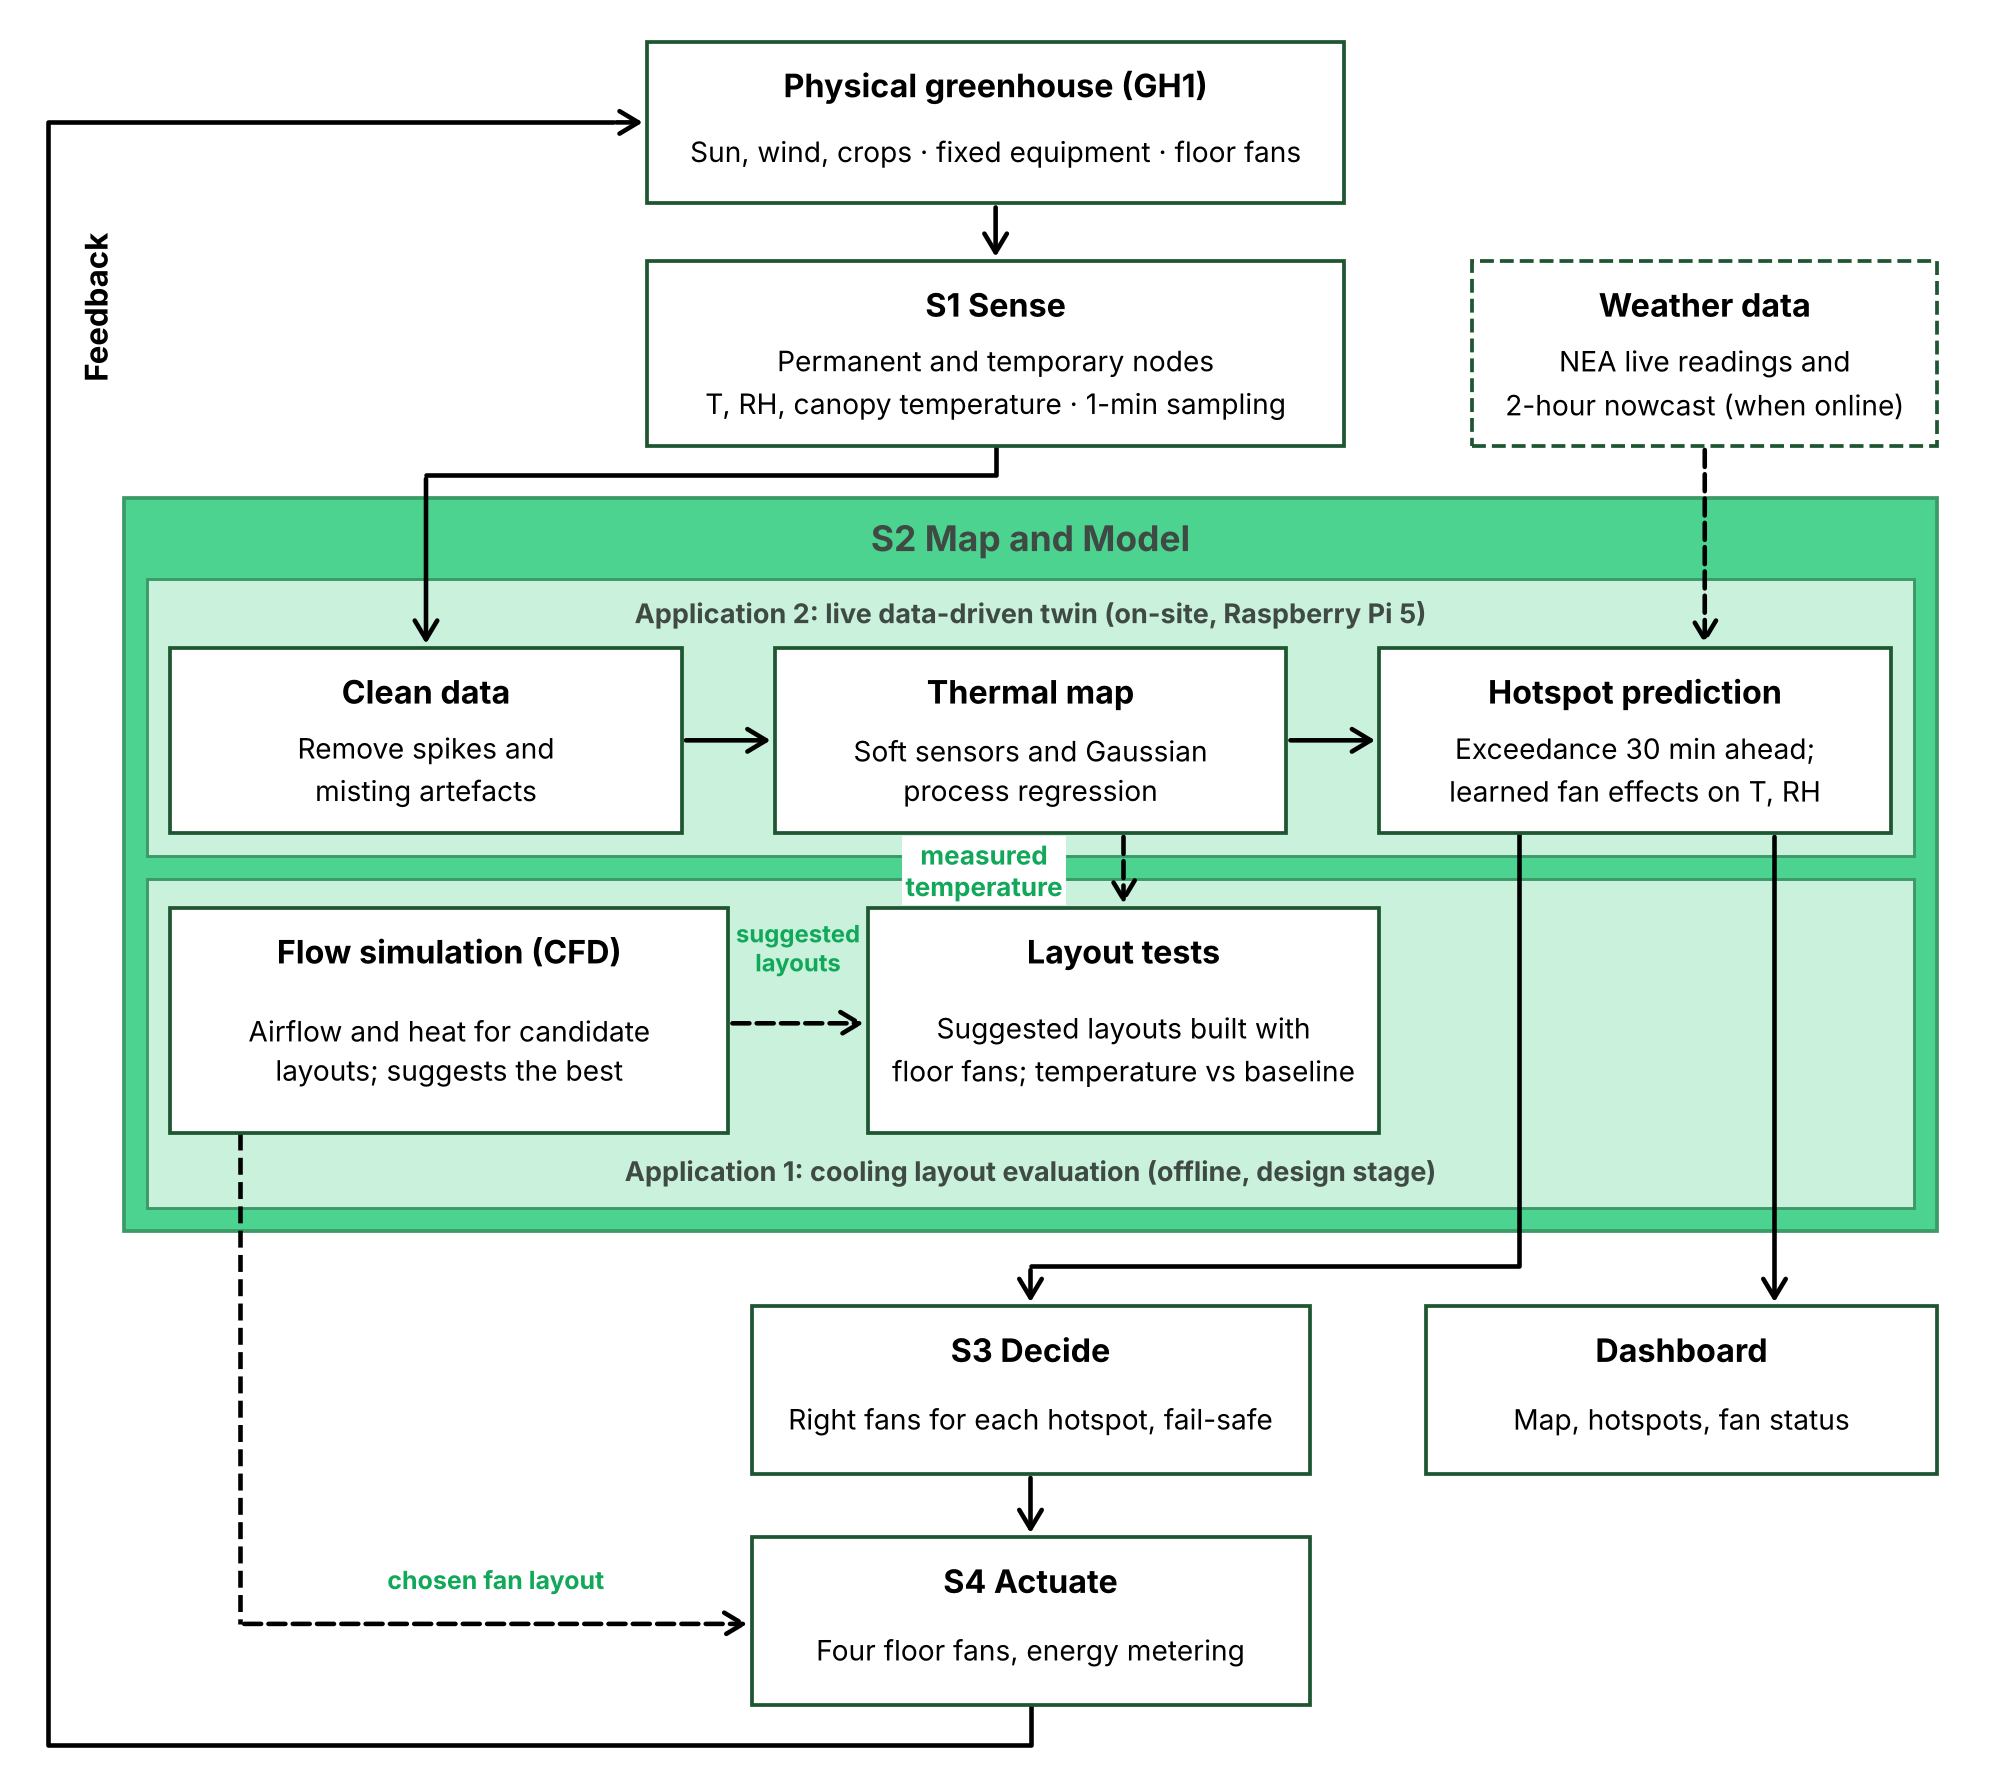 Physical greenhouse (GH1)
Sun, wind, crops · fixed equipment · floor fans
Feedback
S1 Sense
Permanent and temporary nodes
T, RH, canopy temperature · 1-min sampling
Weather data
NEA live readings and
2-hour nowcast (when online)
S2 Map and Model
Application 2: live data-driven twin (on-site, Raspberry Pi 5)
Clean data
Remove spikes and
misting artefacts
Thermal map
Soft sensors and Gaussian
process regression
Hotspot prediction
Exceedance 30 min ahead;
learned fan effects on T, RH
measured
temperature
Flow simulation (CFD)
Airflow and heat for candidate
layouts; suggests the best
suggested
layouts
Layout tests
Suggested layouts built with
floor fans; temperature vs baseline
Application 1: cooling layout evaluation (offline, design stage)
S3 Decide
Right fans for each hotspot, fail-safe
Dashboard
Map, hotspots, fan status
chosen fan layout
S4 Actuate
Four floor fans, energy metering